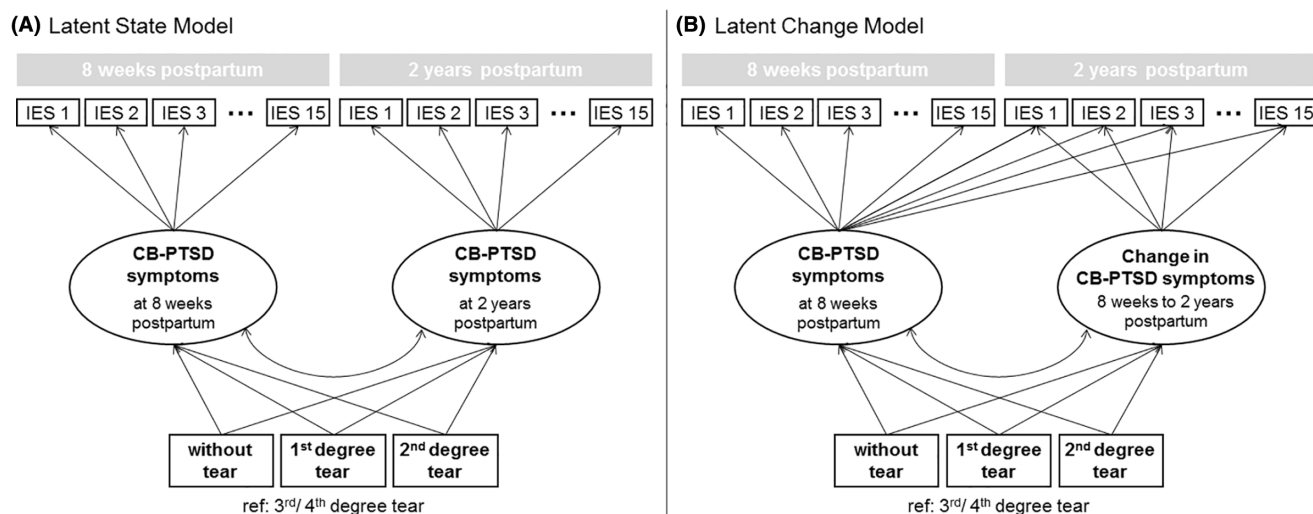 (A) Latent State Model
8 weeks postpartum
2 years postpartum
IES 1 IES 2 IES 3 ... IES 15
IES 1 IES 2 IES 3 ... IES 15
CB-PTSD
symptoms
at 8 weeks
postpartum
CB-PTSD
symptoms
at 2 years
postpartum
without
tear
1st degree
tear
2nd degree
tear
ref: 3rd/ 4th degree tear
(B) Latent Change Model
8 weeks postpartum
2 years postpartum
IES 1 IES 2 IES 3 ... IES 15
IES 1 IES 2 IES 3 ... IES 15
CB-PTSD
symptoms
at 8 weeks
postpartum
Change in
CB-PTSD symptoms
8 weeks to 2 years
postpartum
without
tear
1st degree
tear
2nd degree
tear
ref: 3rd/ 4th degree tear